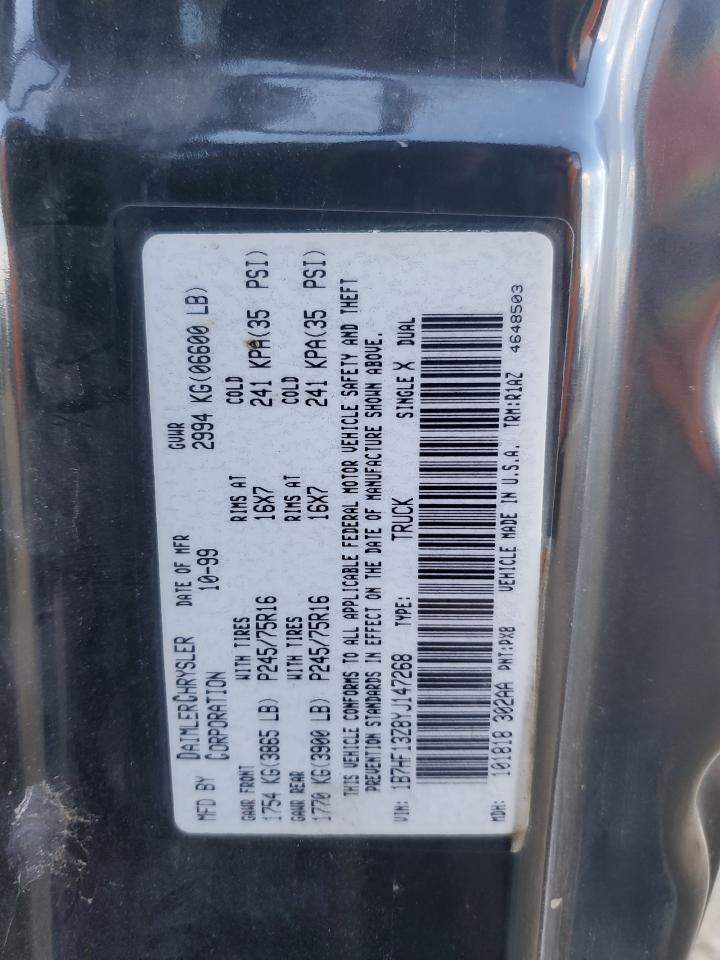 MFD BY DAIMLERCHRYSLER DATE OF MFR GVWR
CORPORATION 10-99 2994 KG(06600 LB)
GAWR FRONT WITH TIRES RIMS AT COLD
1754 KG(3865 LB) P245/75R16 16X7 241 KPA(35 PSI)
GAWR REAR WITH TIRES RIMS AT COLD
1770 KG(3900 LB) P245/75R16 16X7 241 KPA(35 PSI)
THIS VEHICLE CONFORMS TO ALL APPLICABLE FEDERAL MOTOR VEHICLE SAFETY AND THEFT
PREVENTION STANDARDS IN EFFECT ON THE DATE OF MANUFACTURE SHOWN ABOVE.
VIN: 1B7HF13Z8YJ147268 TYPE: TRUCK SINGLE X DUAL
MDH: 101818 302AA PNT:PX8 VEHICLE MADE IN U.S.A. TRM:R1AZ 4648503